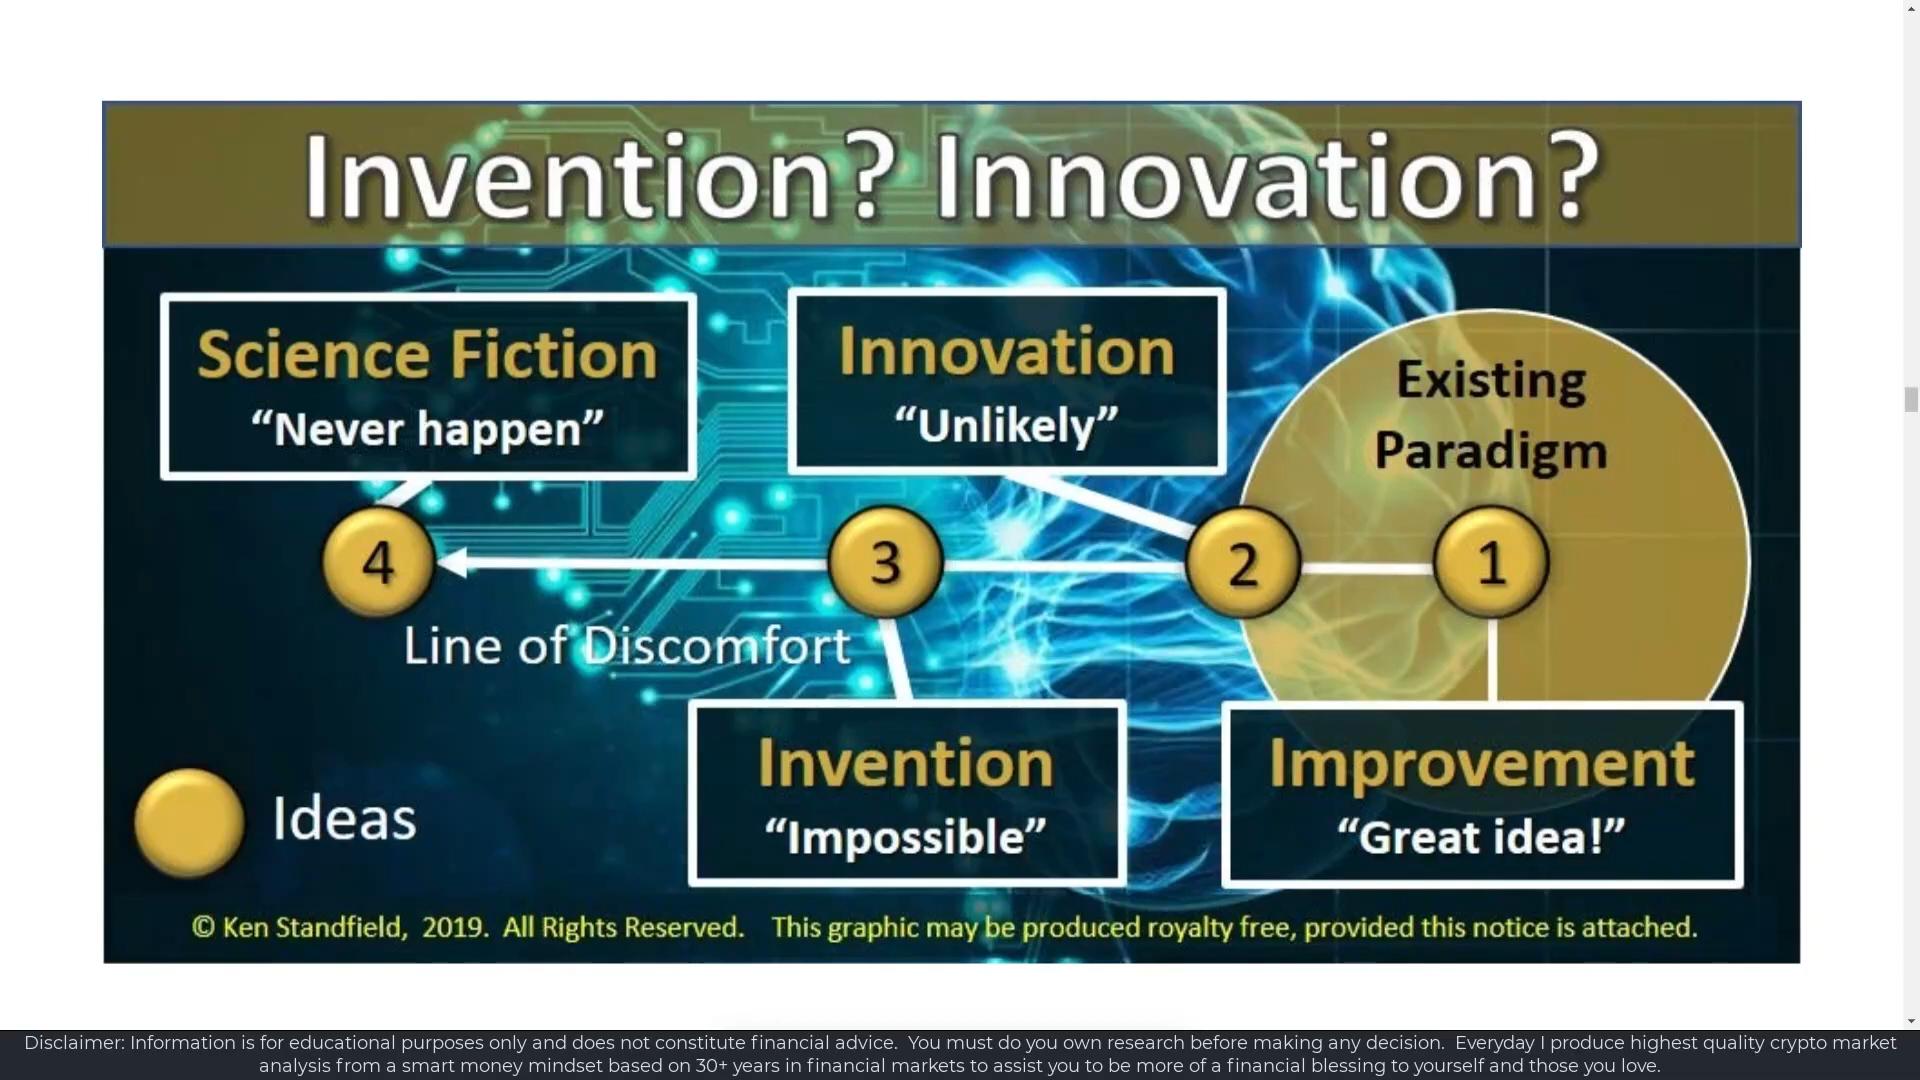 Invention? Innovation?
Science Fiction
“Never happen”
Innovation
“Unlikely”
Existing
Paradigm
4
3
2
1
Line of Discomfort
Invention
“Impossible”
Improvement
“Great idea!”
Ideas
© Ken Standfield, 2019. All Rights Reserved. This graphic may be produced royalty free, provided this notice is attached.
Disclaimer: Information is for educational purposes only and does not constitute financial advice. You must do you own research before making any decision. Everyday I produce highest quality crypto market
analysis from a smart money mindset based on 30+ years in financial markets to assist you to be more of a financial blessing to yourself and those you love.